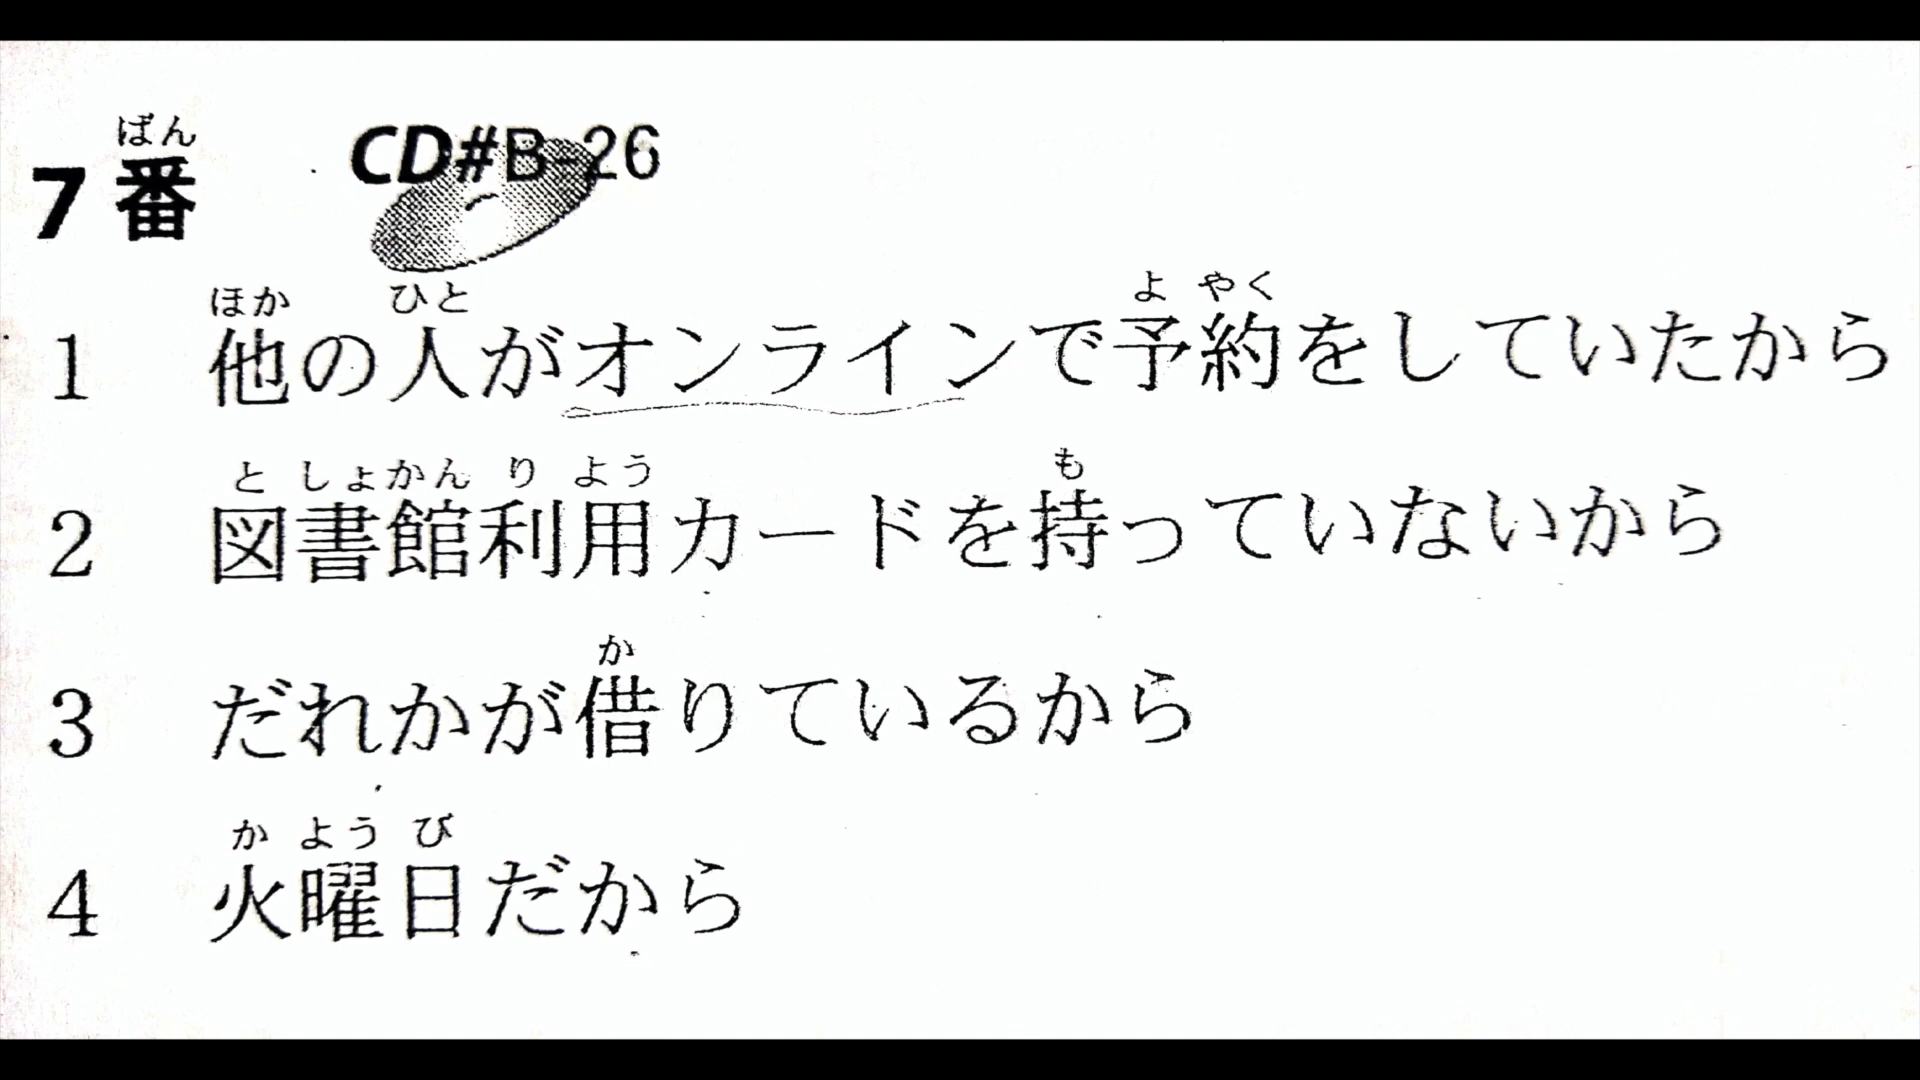 ばん
7番 CD#B-26
ほか ひと よ やく
1 他の人がオンラインで予約をしていたから
と しょ かん り よう も
2 図書館利用カードを持っていないから
か
3 だれかが借りているから
か よう び
4 火曜日だから